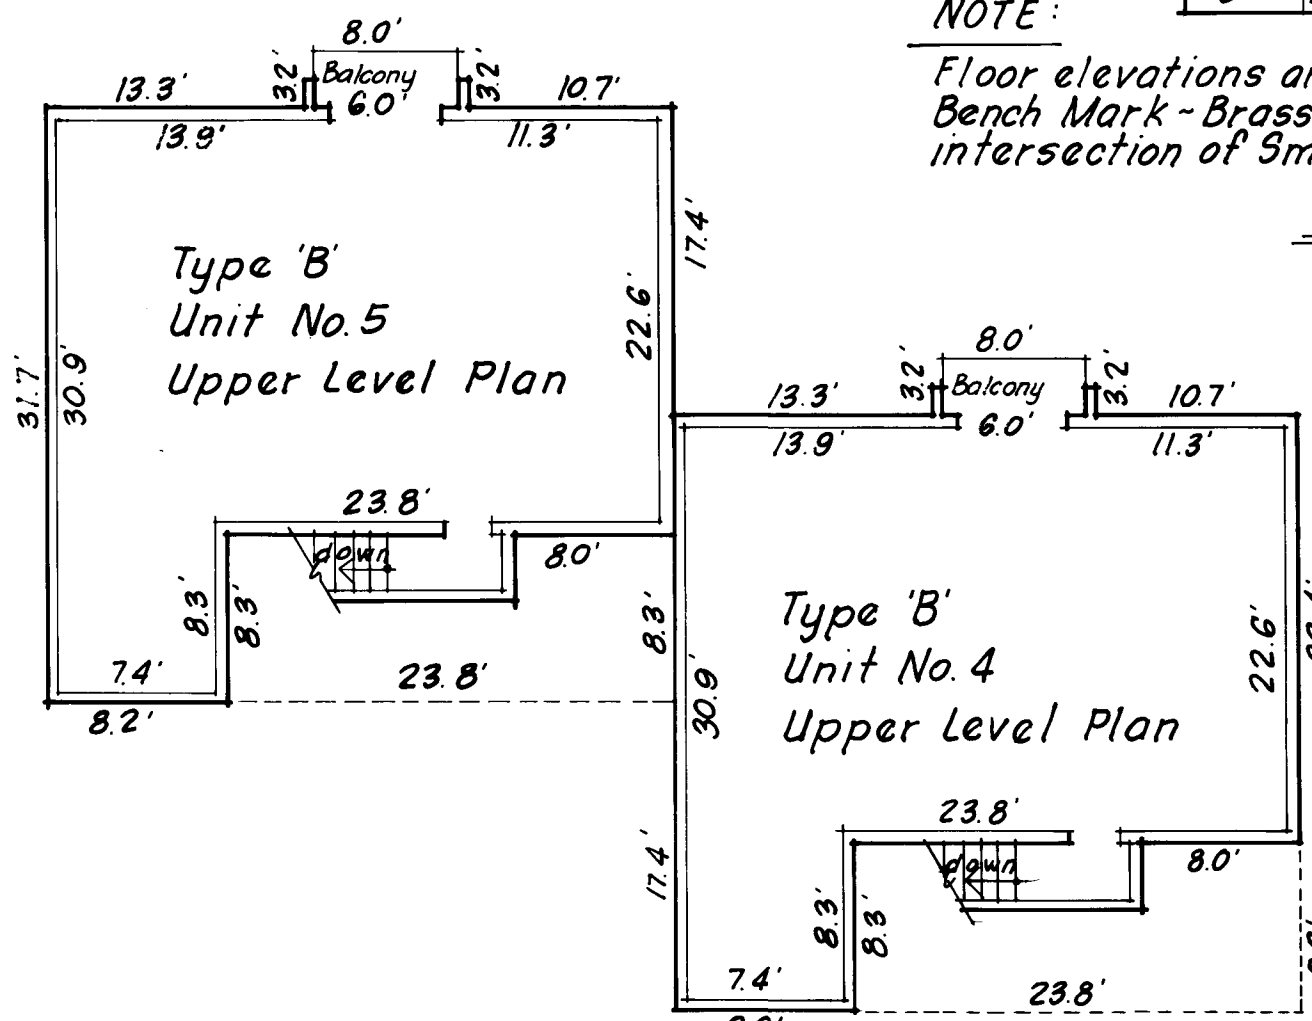 NOTE:
Floor elevations
Bench Mark ~ Brass
intersection of
8.0'
3.2'
Balcony
3.2'
13.3'
6.0'
10.7'
13.9'
11.3'
17.4'
Type 'B'
Unit No. 5
Upper Level Plan
22.6'
31.7'
30.9'
23.8'
down
8.0'
8.3'
8.3'
8.3'
7.4'
23.8'
8.2'
8.0'
3.2'
Balcony
3.2'
13.3'
6.0'
10.7'
13.9'
11.3'
Type 'B'
Unit No. 4
Upper Level Plan
22.6'
30.9'
17.4'
23.8'
down
8.0'
8.3'
8.3'
7.4'
23.8'